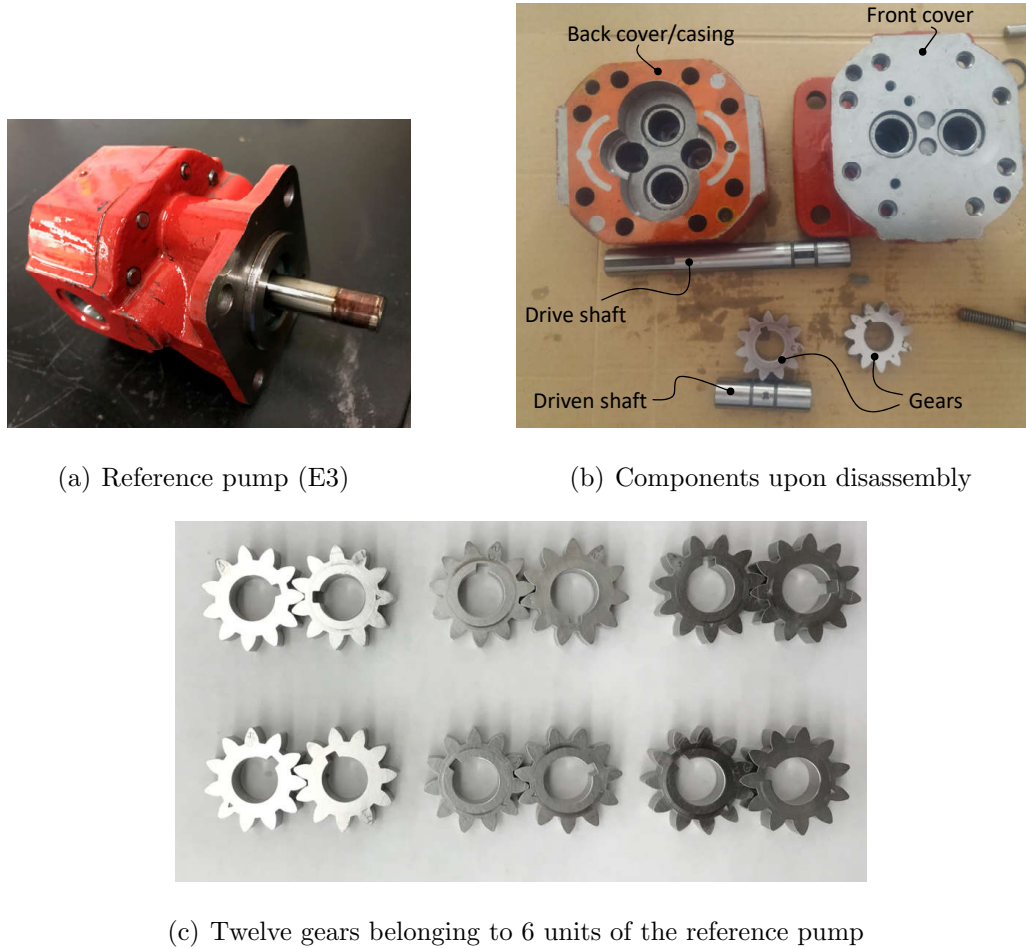 Back cover/casing
Front cover
Drive shaft
Driven shaft
Gears
(a) Reference pump (E3)
(b) Components upon disassembly
(c) Twelve gears belonging to 6 units of the reference pump